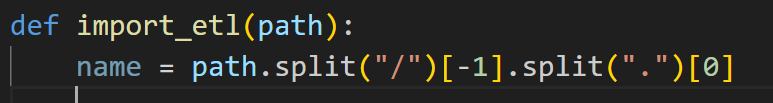 def import_etl(path):
    name = path.split("/")[-1].split(".")[0]